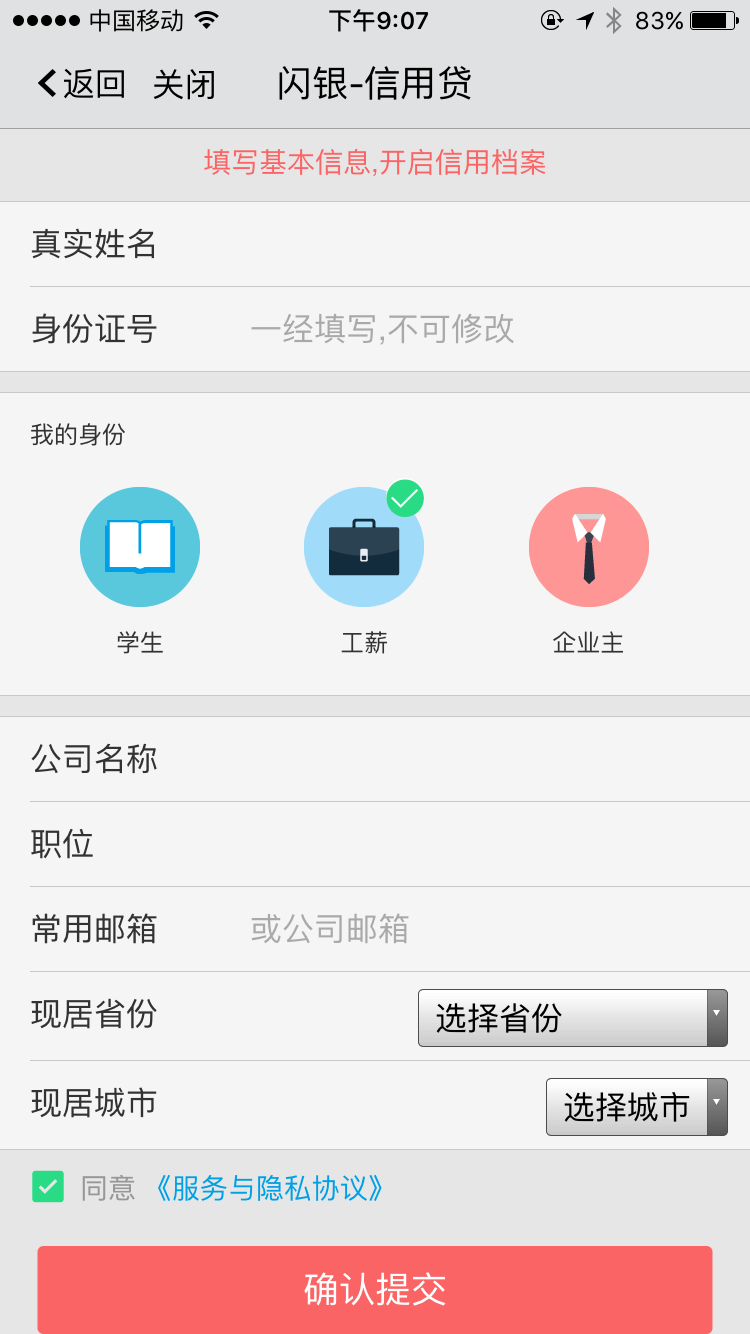 中国移动 下午9:07 83%
返回 关闭 闪银-信用贷
填写基本信息,开启信用档案
真实姓名
身份证号 一经填写,不可修改
我的身份
学生 工薪 企业主
公司名称
职位
常用邮箱 或公司邮箱
现居省份 选择省份
现居城市 选择城市
同意 《服务与隐私协议》
确认提交